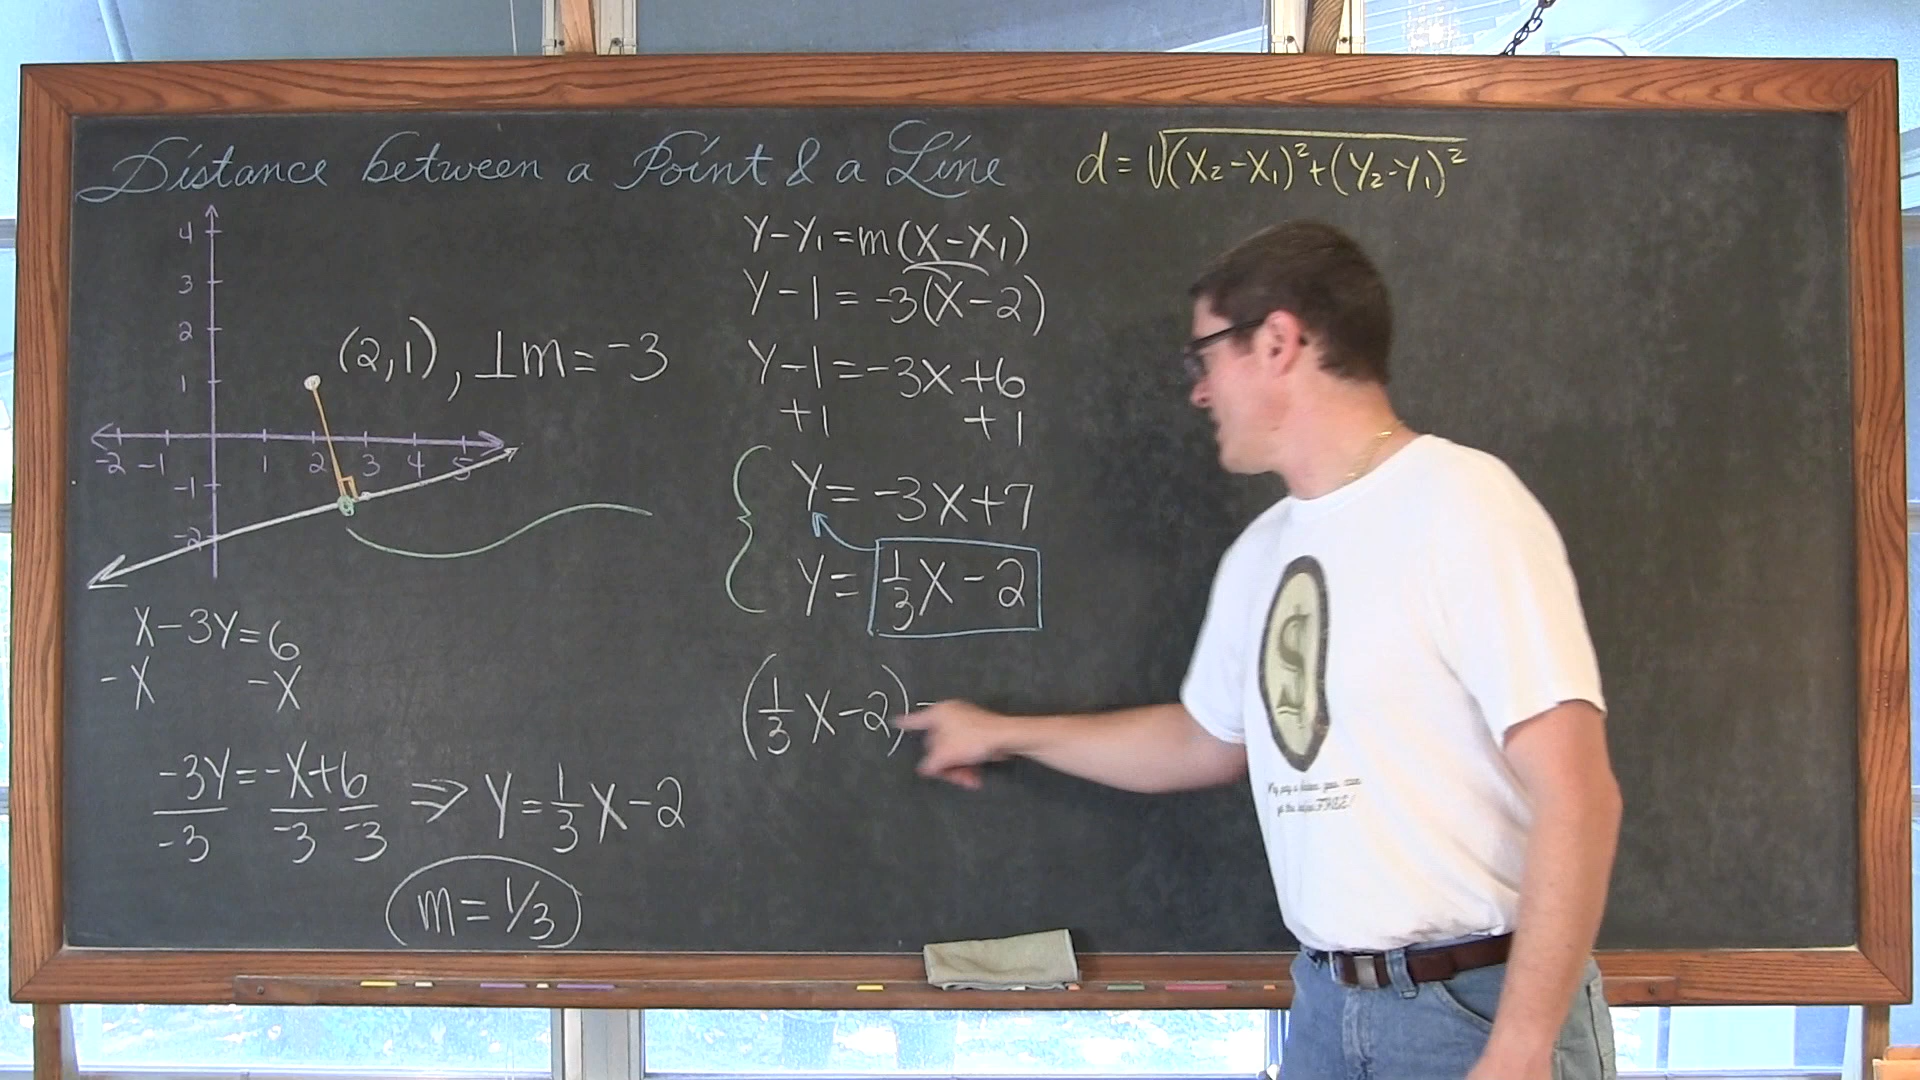 Distance between a Point & a Line
d = √(X₂-X₁)²+(Y₂-Y₁)²
4
3
2
1
-2 -1 1 2 3 4 5
-1
-2
(2,1), ⊥m = -3
X-3Y=6
-X -X
-3Y=-X+6
-3 -3 -3
⇒ Y=1/3X-2
m=1/3
Y-Y₁=m(X-X₁)
Y-1=-3(X-2)
Y-1=-3X+6
+1 +1
Y=-3X+7
Y=1/3X-2
(1/3X-2)=
$
FREE!